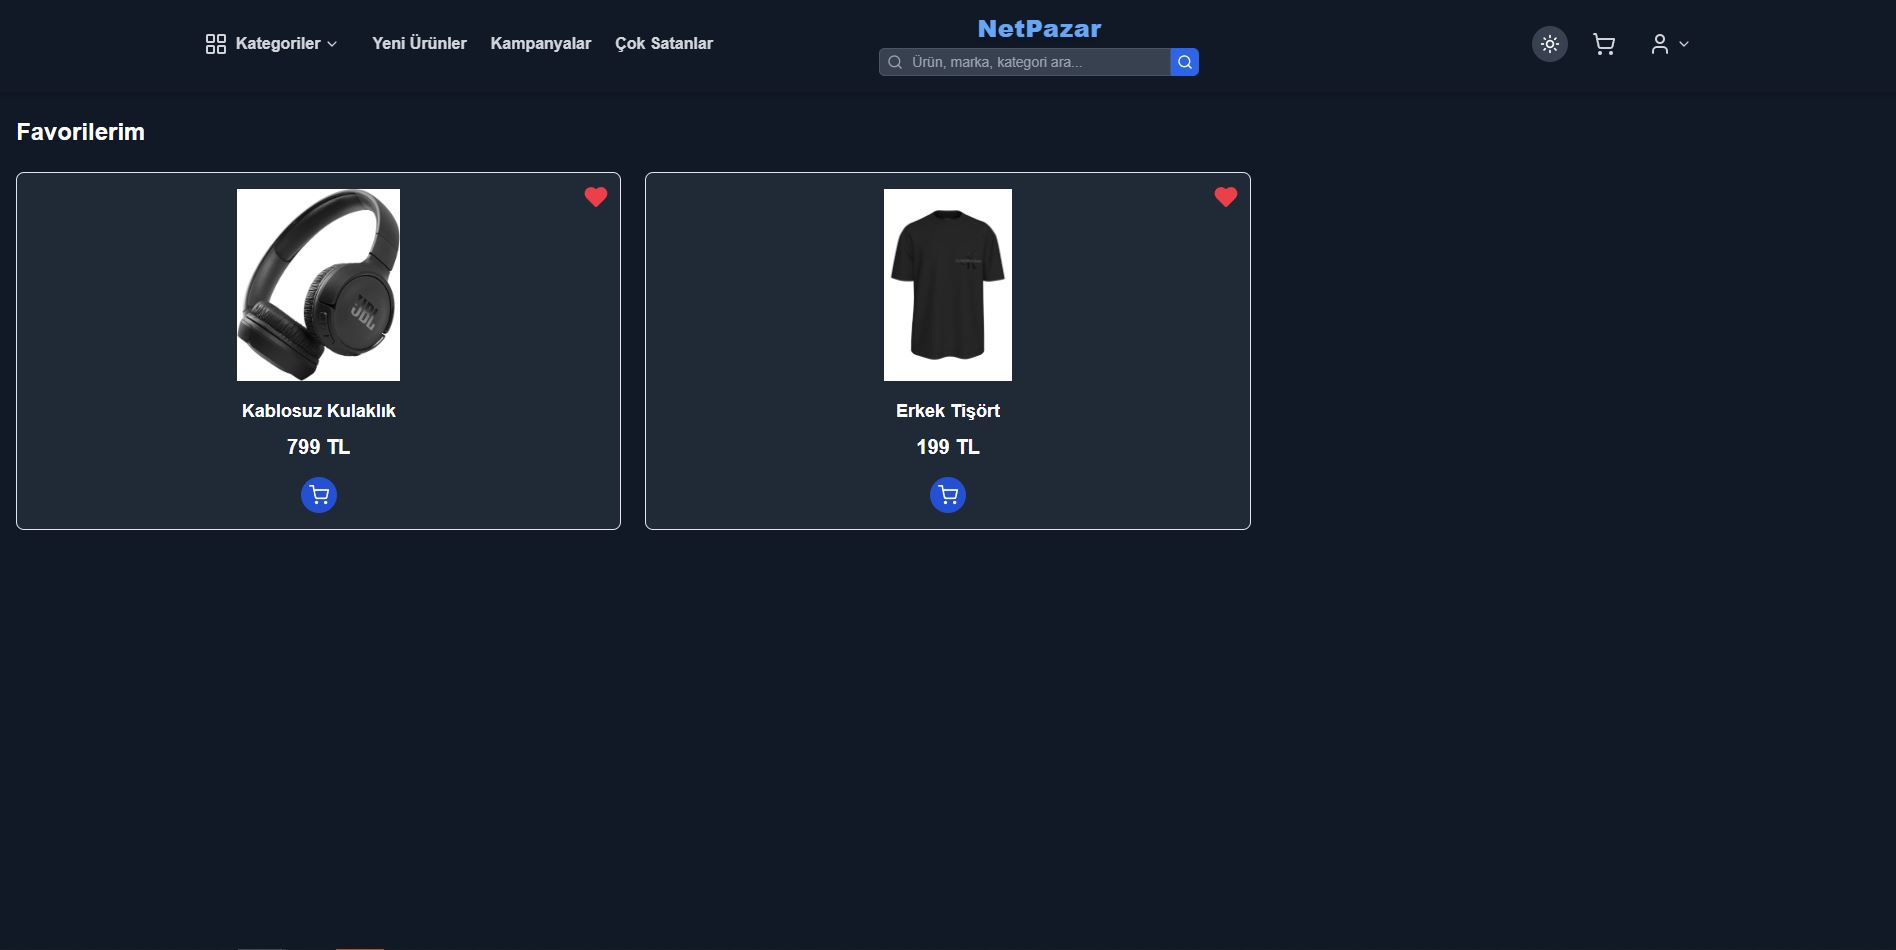 NetPazar
Kategoriler
Yeni Ürünler
Kampanyalar
Çok Satanlar
Ürün, marka, kategori ara...
Favorilerim
JBL
Kablosuz Kulaklık
799 TL
Erkek Tişört
199 TL